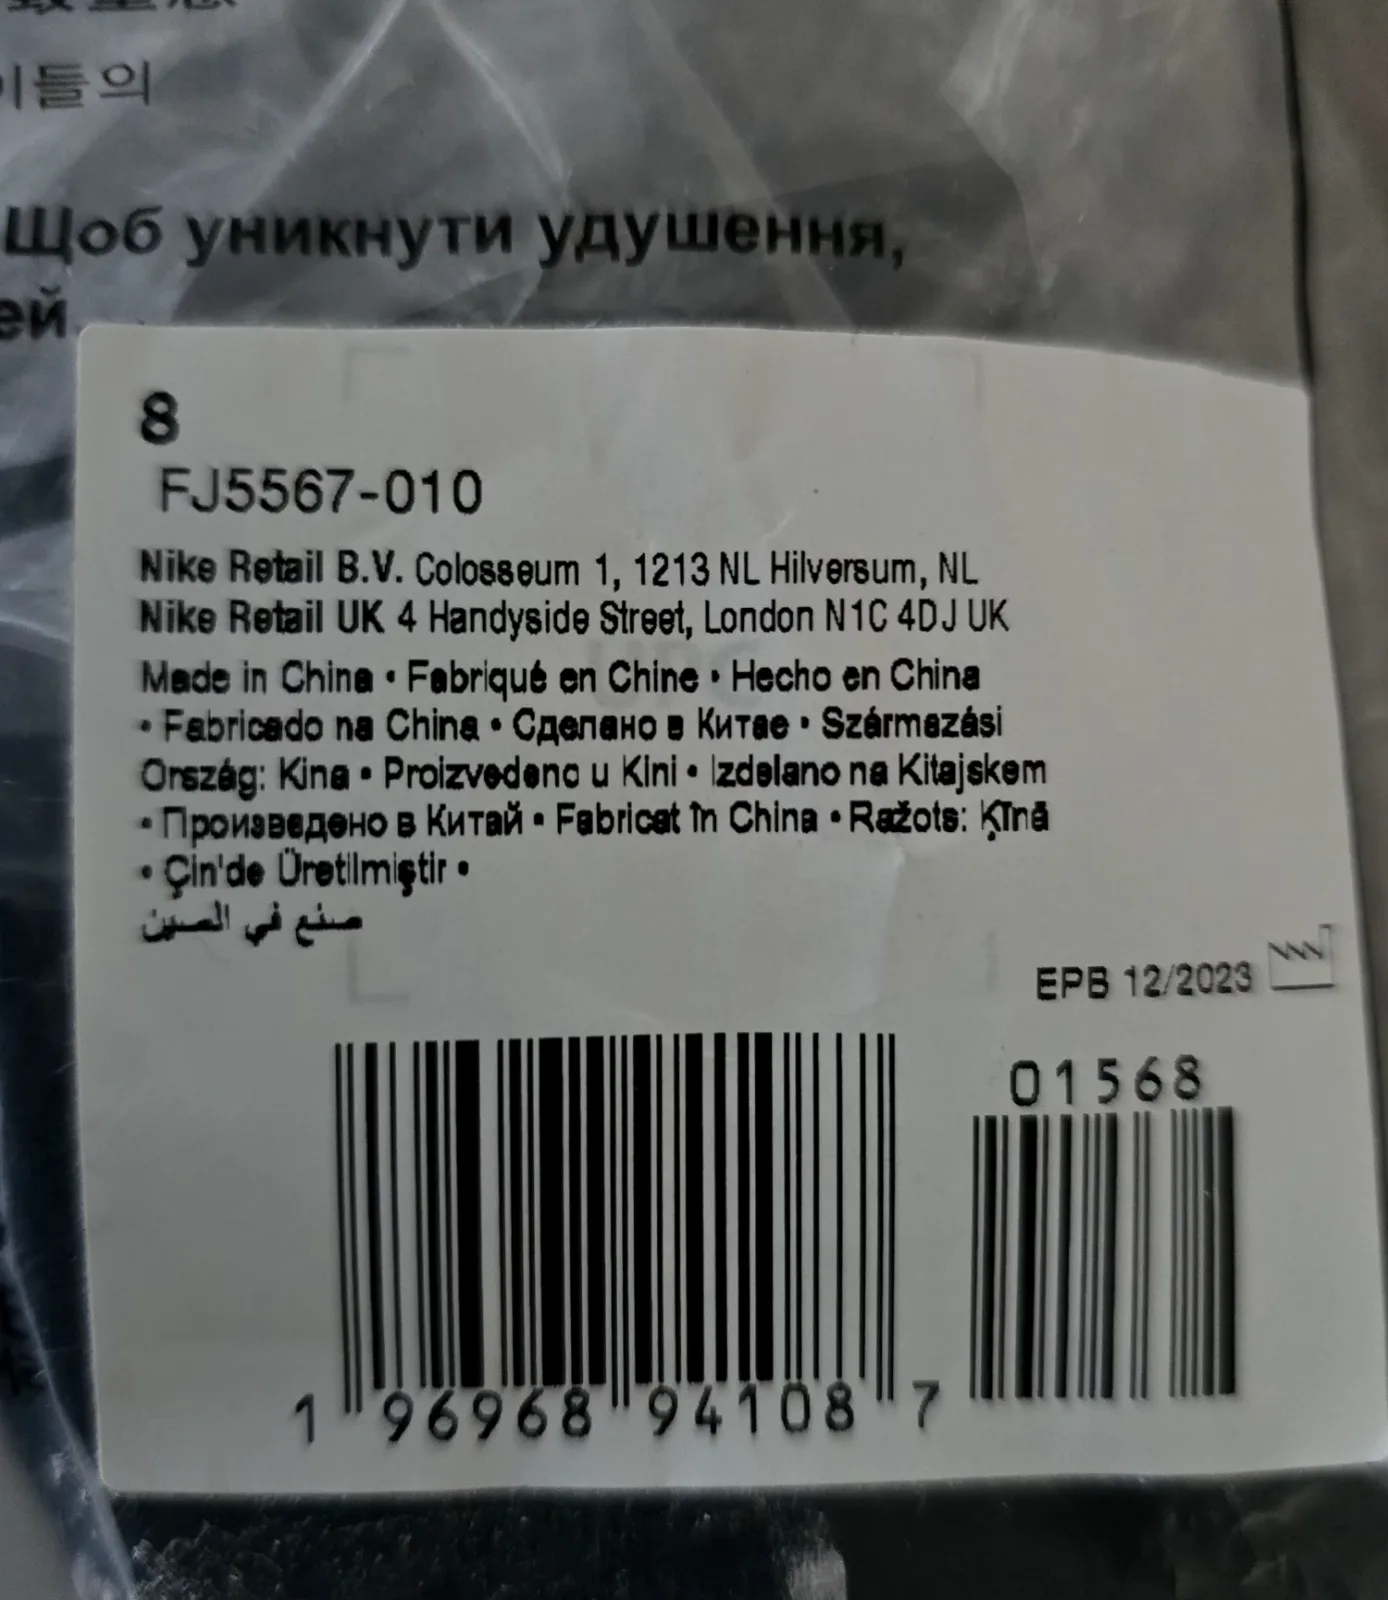 이들의
Щоб уникнути удушення,
ей
8
FJ5567-010
Nike Retail B.V. Colosseum 1, 1213 NL Hilversum, NL
Nike Retail UK 4 Handyside Street, London N1C 4DJ UK
Made in China • Fabriqué en Chine • Hecho en China
• Fabricado na China • Сделано в Китае • Származási
Ország: Kína • Proizvedeno u Kini • Izdelano na Kitajskem
• Произведено в Китай • Fabricat în China • Ražots: Ķīnā
• Çin'de Üretilmiştir •
صنع في الصين
EPB 12/2023
01568
1 96968 94108 7